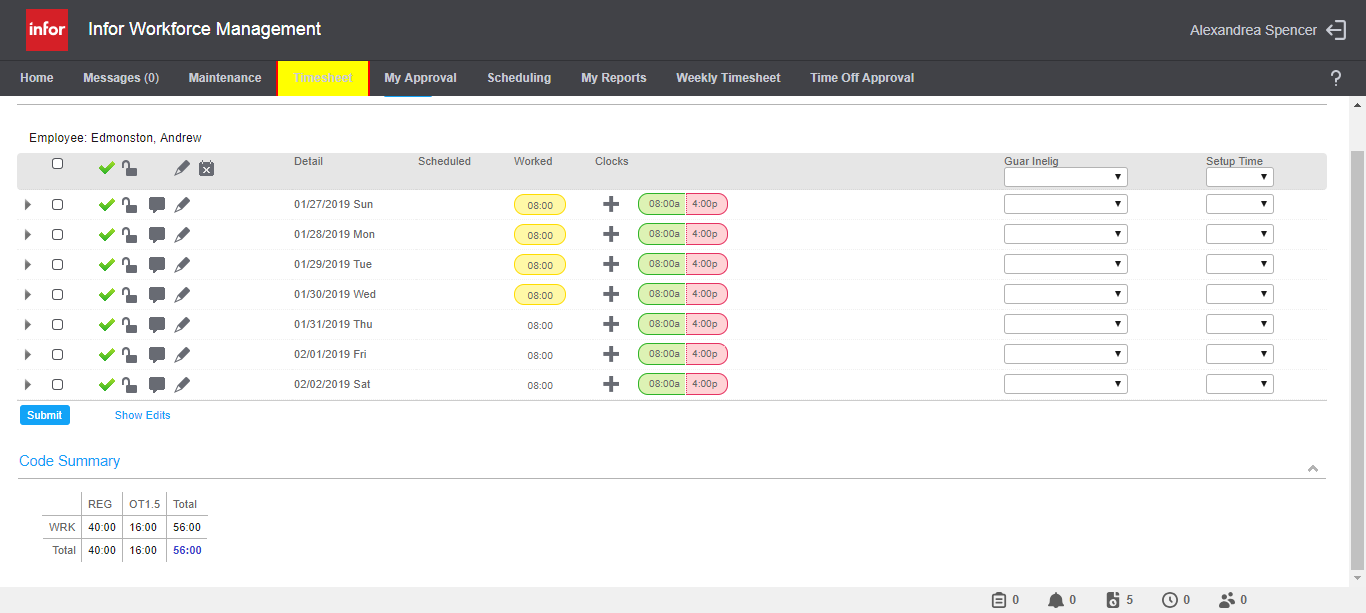 infor Infor Workforce Management Alexandrea Spencer
Home Messages (0) Maintenance Timesheet My Approval Scheduling My Reports Weekly Timesheet Time Off Approval ?
Employee: Edmonston, Andrew
Detail Scheduled Worked Clocks Guar Inelig Setup Time
01/27/2019 Sun 08:00 08:00a 4:00p
01/28/2019 Mon 08:00 08:00a 4:00p
01/29/2019 Tue 08:00 08:00a 4:00p
01/30/2019 Wed 08:00 08:00a 4:00p
01/31/2019 Thu 08:00 08:00a 4:00p
02/01/2019 Fri 08:00 08:00a 4:00p
02/02/2019 Sat 08:00 08:00a 4:00p
Submit Show Edits
Code Summary
REG OT1.5 Total
WRK 40:00 16:00 56:00
Total 40:00 16:00 56:00
0 0 5 0 0